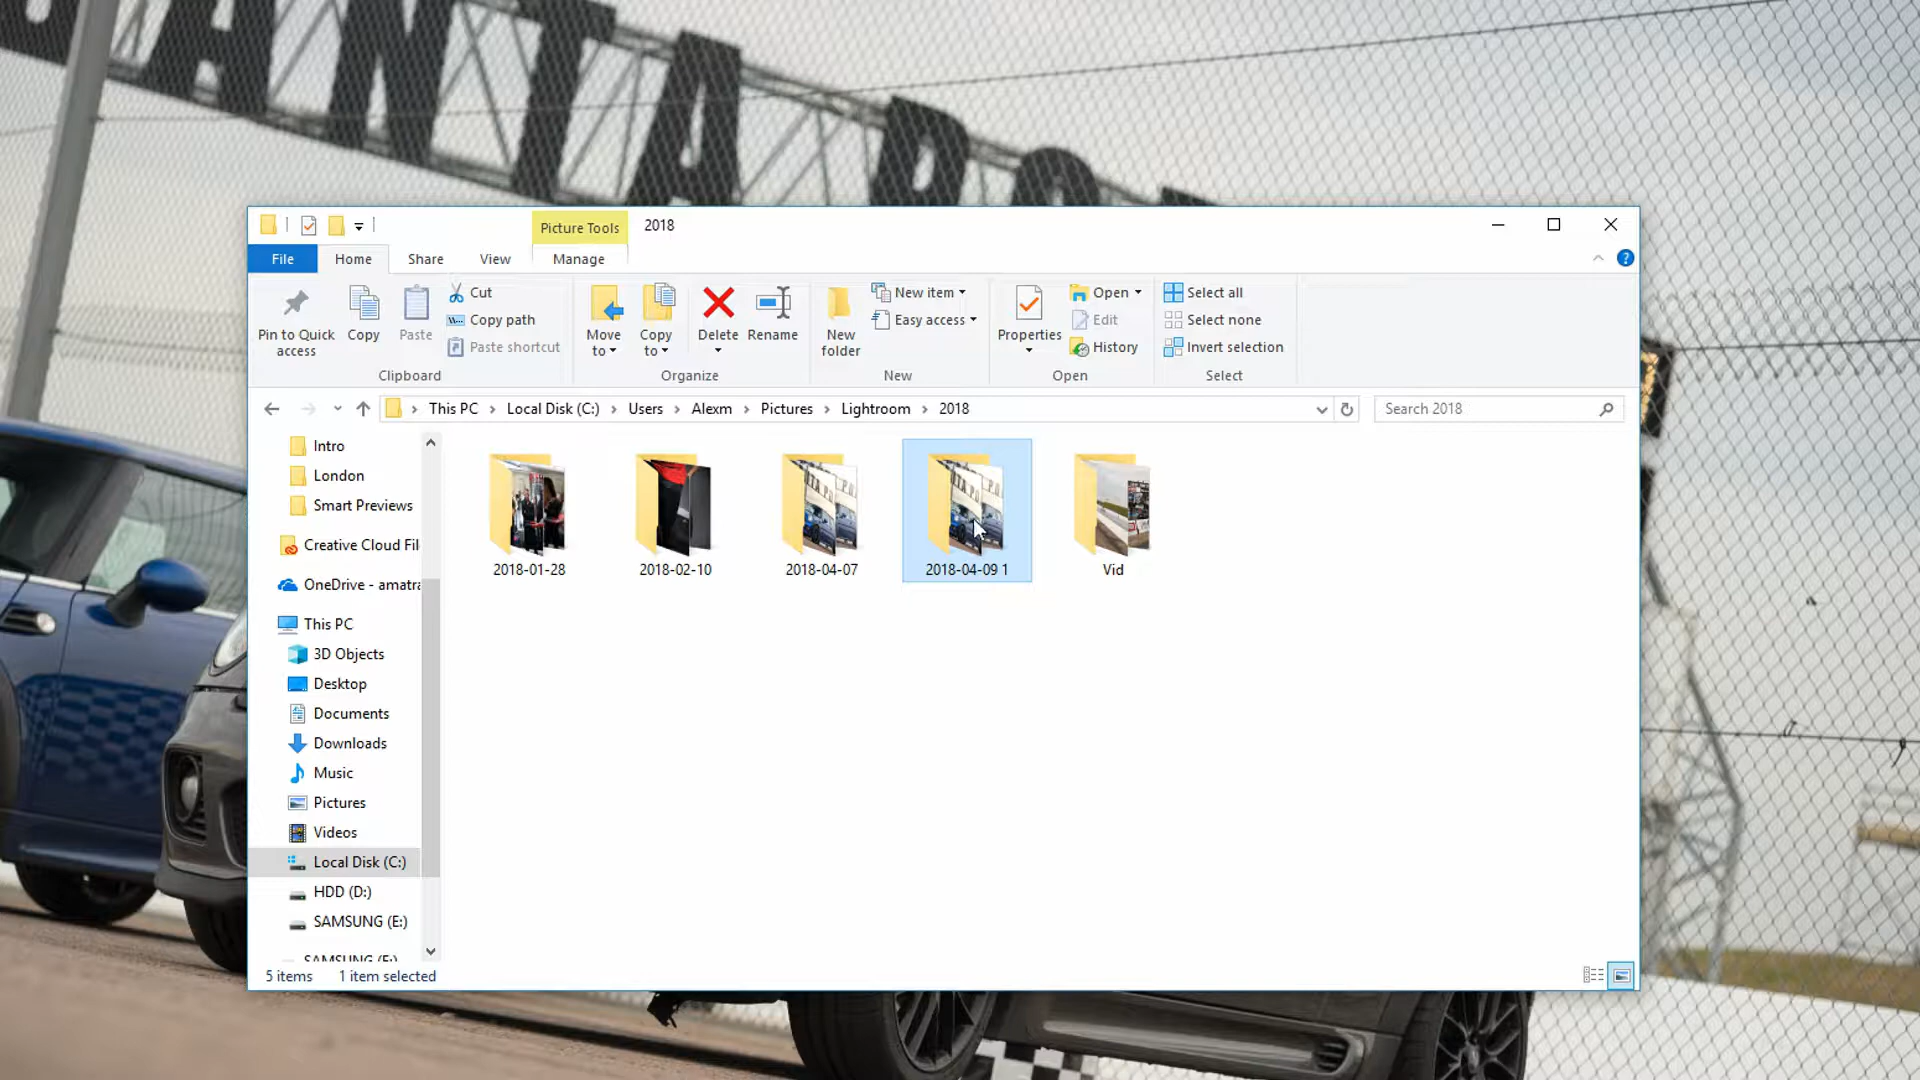 ANTA PO
Picture Tools
2018
File
Home
Share
View
Manage
Pin to Quick access
Copy
Paste
Cut
Copy path
Paste shortcut
Clipboard
Move to
Copy to
Delete
Rename
Organize
New folder
New item
Easy access
New
Properties
Open
Edit
History
Open
Select all
Select none
Invert selection
Select
This PC > Local Disk (C:) > Users > Alexm > Pictures > Lightroom > 2018
Search 2018
Intro
London
Smart Previews
Creative Cloud Fil
OneDrive - amatra
This PC
3D Objects
Desktop
Documents
Downloads
Music
Pictures
Videos
Local Disk (C:)
HDD (D:)
SAMSUNG (E:)
SAMSUNG (E:)
2018-01-28
2018-02-10
2018-04-07
2018-04-09 1
Vid
5 items
1 item selected